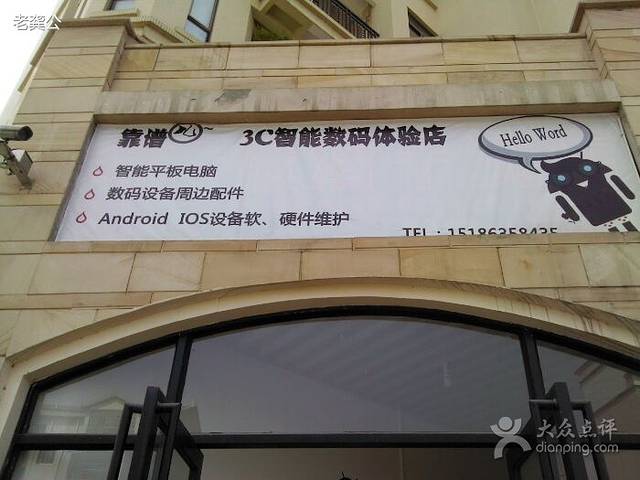 老龚公
靠谱 3C智能数码体验店
Hello Word
智能平板电脑
数码设备周边配件
Android IOS设备软、硬件维护
TEL：15186358435
大众点评
dianping.com